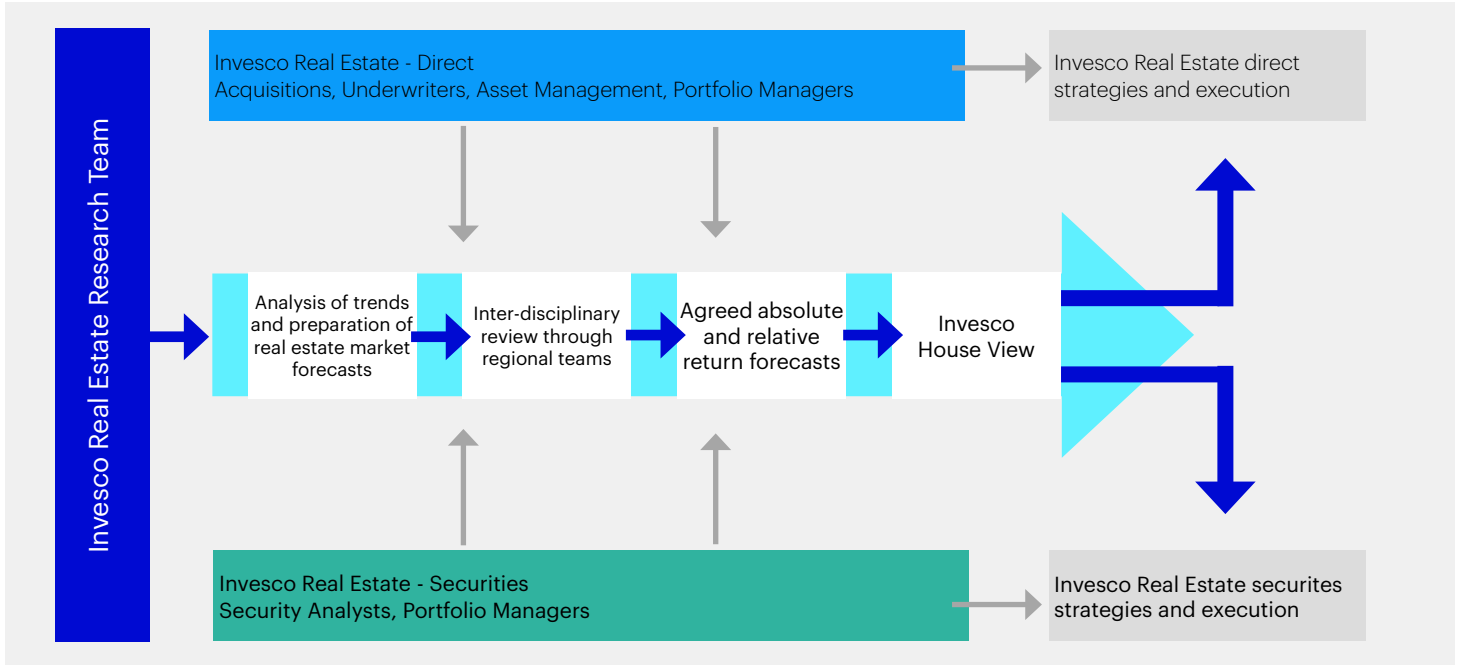 Invesco Real Estate Research Team
Invesco Real Estate - Direct
Acquisitions, Underwriters, Asset Management, Portfolio Managers
Invesco Real Estate direct
strategies and execution
Analysis of trends
and preparation of
real estate market
forecasts
Inter-disciplinary
review through
regional teams
Agreed absolute
and relative
return forecasts
Invesco
House View
Invesco Real Estate - Securities
Security Analysts, Portfolio Managers
Invesco Real Estate securites
strategies and execution